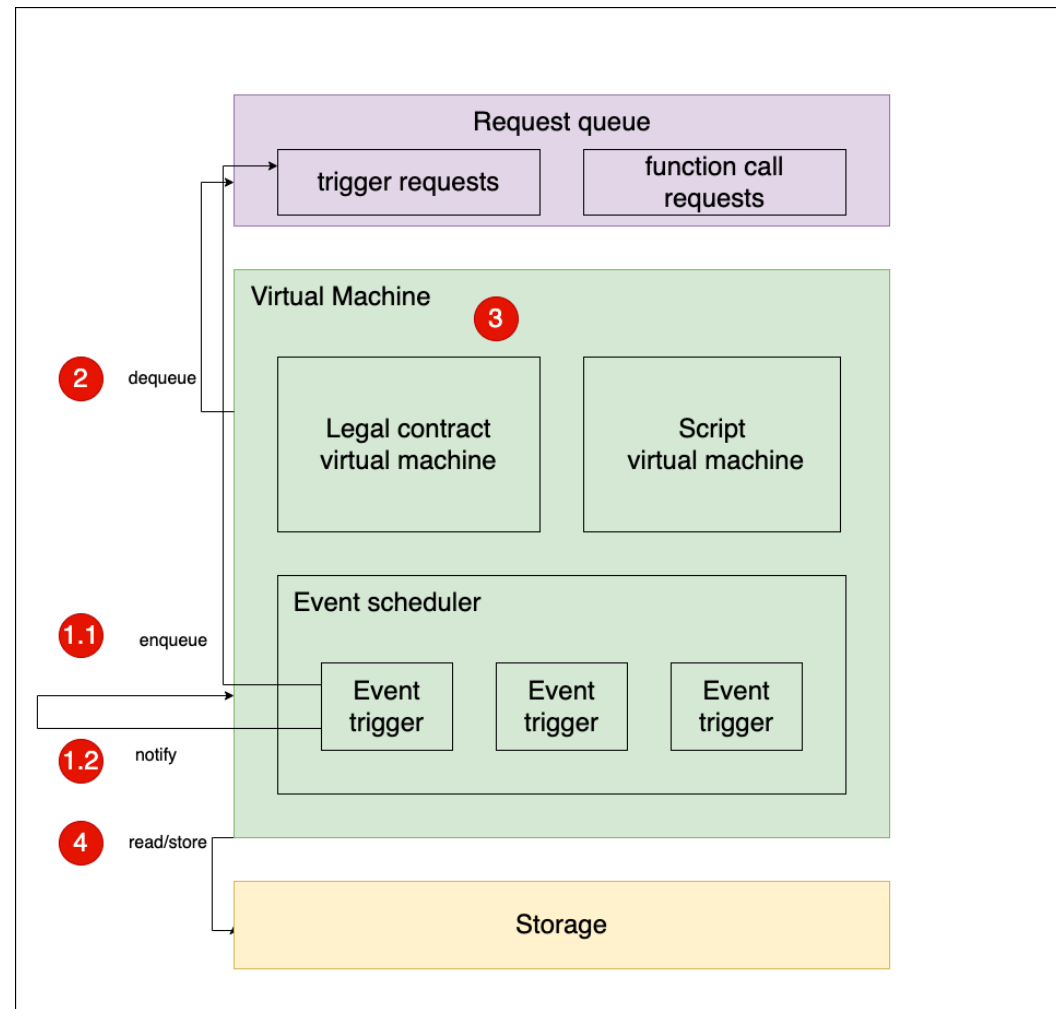 Request queue
trigger requests
function call
requests
Virtual Machine
3
2
dequeue
Legal contract
virtual machine
Script
virtual machine
Event scheduler
1.1
enqueue
Event
trigger
Event
trigger
Event
trigger
1.2
notify
4
read/store
Storage